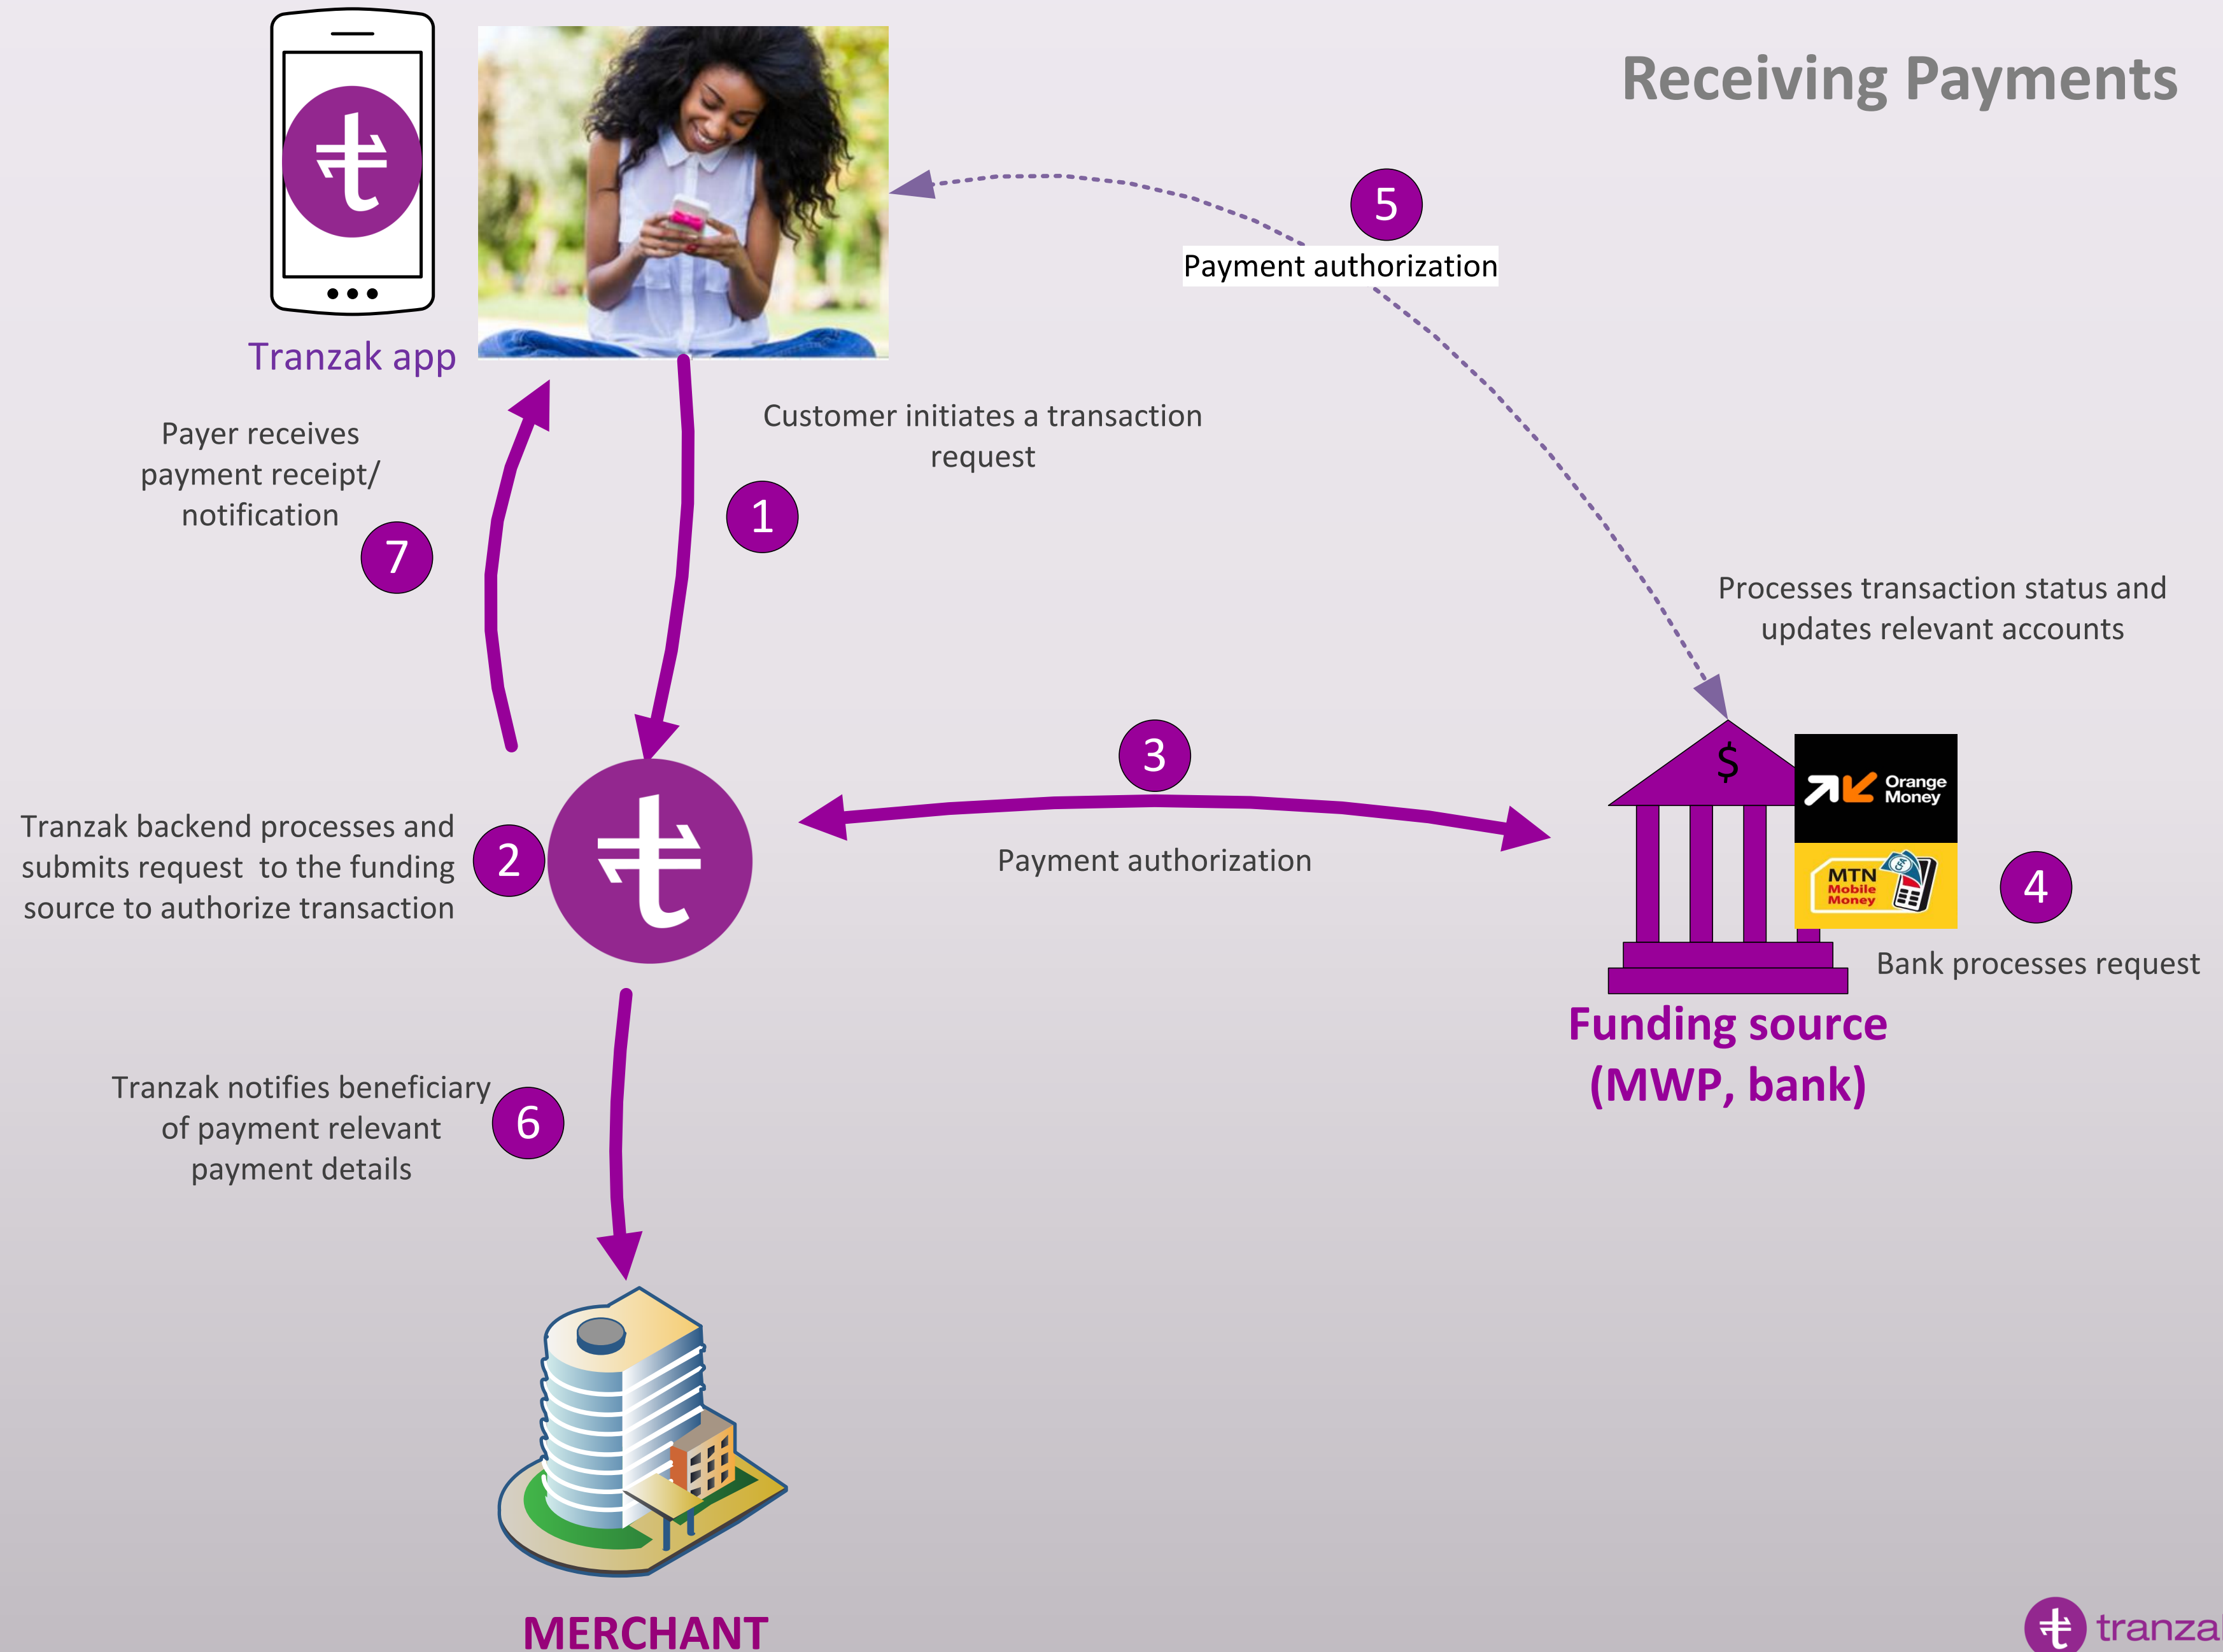 Receiving Payments
Tranzak app
5
Payment authorization
Customer initiates a transaction
request
1
Payer receives
payment receipt/
notification
7
Processes transaction status and
updates relevant accounts
3
Payment authorization
Tranzak backend processes and
submits request  to the funding
source to authorize transaction
2
$
Orange
Money
MTN
Mobile
Money
4
Bank processes request
Funding source
(MWP, bank)
Tranzak notifies beneficiary
of payment relevant
payment details
6
MERCHANT